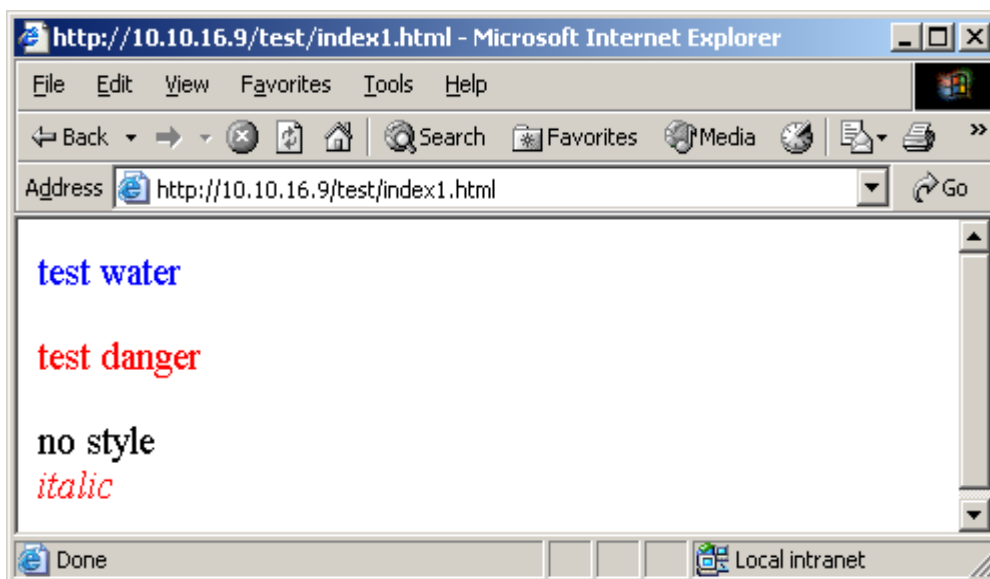 http://10.10.16.9/test/index1.html - Microsoft Internet Explorer
File Edit View Favorites Tools Help
Back Search Favorites Media »
Address http://10.10.16.9/test/index1.html Go
test water
test danger
no style
italic
Done Local intranet